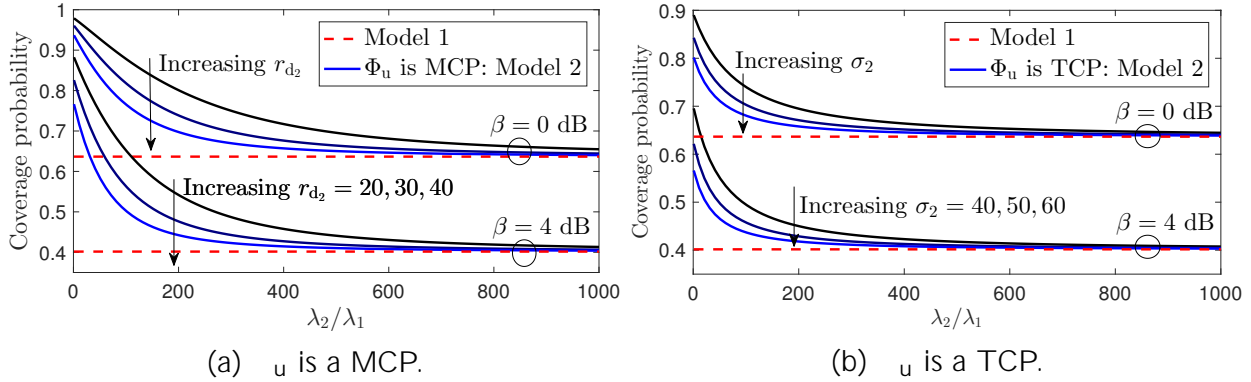 1
0.9
0.8
0.7
0.6
0.5
0.4
Coverage probability
0 200 400 600 800 1000
λ₂/λ₁
Model 1
Φᵤ is MCP: Model 2
Increasing r_d₂
β = 0 dB
Increasing r_d₂ = 20, 30, 40
β = 4 dB
(a) ᵤ is a MCP.
0.9
0.8
0.7
0.6
0.5
0.4
Coverage probability
0 200 400 600 800 1000
λ₂/λ₁
Model 1
Φᵤ is TCP: Model 2
Increasing σ₂
β = 0 dB
Increasing σ₂ = 40, 50, 60
β = 4 dB
(b) ᵤ is a TCP.